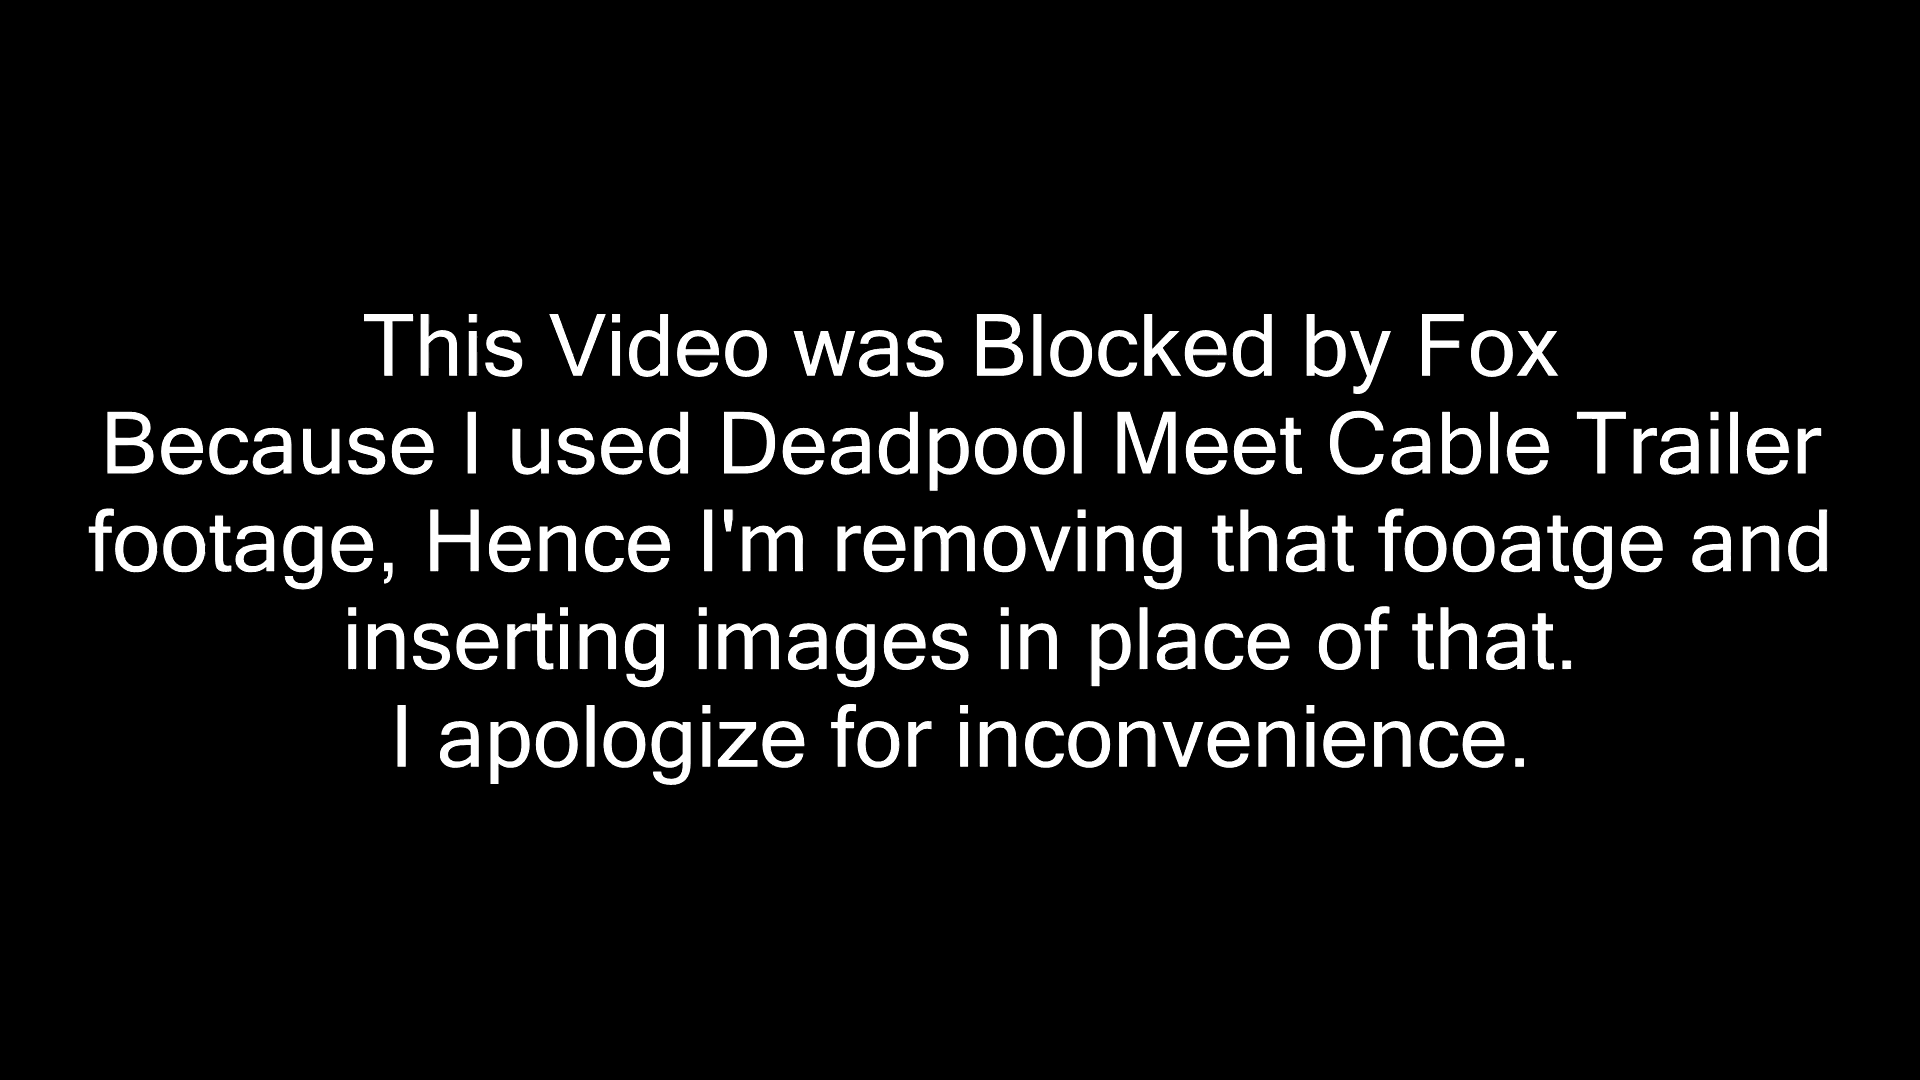 This Video was Blocked by Fox
Because I used Deadpool Meet Cable Trailer
footage, Hence I'm removing that fooatge and
inserting images in place of that.
I apologize for inconvenience.